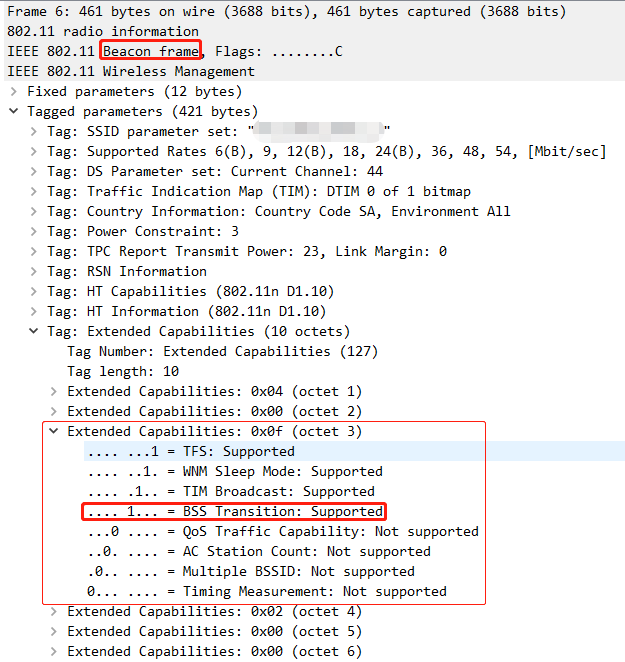 Frame 6: 461 bytes on wire (3688 bits), 461 bytes captured (3688 bits)
802.11 radio information
IEEE 802.11 Beacon frame, Flags: ........C
IEEE 802.11 Wireless Management
Fixed parameters (12 bytes)
Tagged parameters (421 bytes)
Tag: SSID parameter set: " "
Tag: Supported Rates 6(B), 9, 12(B), 18, 24(B), 36, 48, 54, [Mbit/sec]
Tag: DS Parameter set: Current Channel: 44
Tag: Traffic Indication Map (TIM): DTIM 0 of 1 bitmap
Tag: Country Information: Country Code SA, Environment All
Tag: Power Constraint: 3
Tag: TPC Report Transmit Power: 23, Link Margin: 0
Tag: RSN Information
Tag: HT Capabilities (802.11n D1.10)
Tag: HT Information (802.11n D1.10)
Tag: Extended Capabilities (10 octets)
Tag Number: Extended Capabilities (127)
Tag length: 10
Extended Capabilities: 0x04 (octet 1)
Extended Capabilities: 0x00 (octet 2)
Extended Capabilities: 0x0f (octet 3)
.... ...1 = TFS: Supported
.... ..1. = WNM Sleep Mode: Supported
.... .1.. = TIM Broadcast: Supported
.... 1... = BSS Transition: Supported
...0 .... = QoS Traffic Capability: Not supported
..0. .... = AC Station Count: Not supported
.0.. .... = Multiple BSSID: Not supported
0... .... = Timing Measurement: Not supported
Extended Capabilities: 0x02 (octet 4)
Extended Capabilities: 0x00 (octet 5)
Extended Capabilities: 0x00 (octet 6)